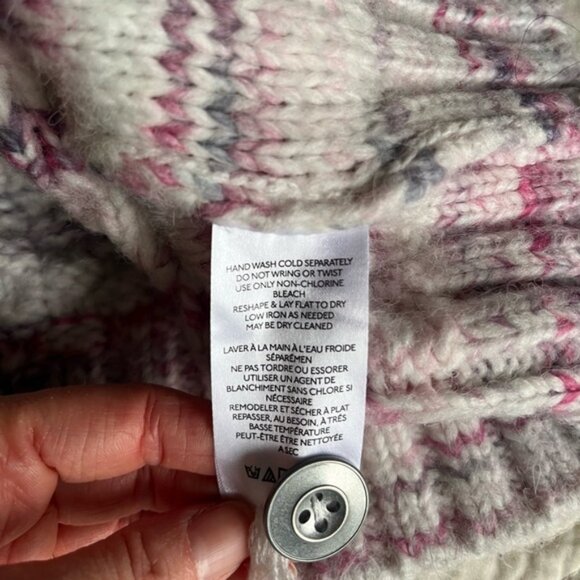 HAND WASH COLD SEPARATELY
DO NOT WRING OR TWIST
USE ONLY NON-CHLORINE
BLEACH
RESHAPE & LAY FLAT TO DRY
LOW IRON AS NEEDED
MAY BE DRY CLEANED
LAVER À LA MAIN À L'EAU FROIDE
SÉPARÉMEN
NE PAS TORDRE OU ESSORER
UTILISER UN AGENT DE
BLANCHIMENT SANS CHLORE SI
NÉCESSAIRE
REMODELER ET SÉCHER À PLAT
REPASSER, AU BESOIN, À TRÈS
BASSE TEMPÉRATURE
PEUT-ÊTRE ÊTRE NETTOYÉE
A SEC